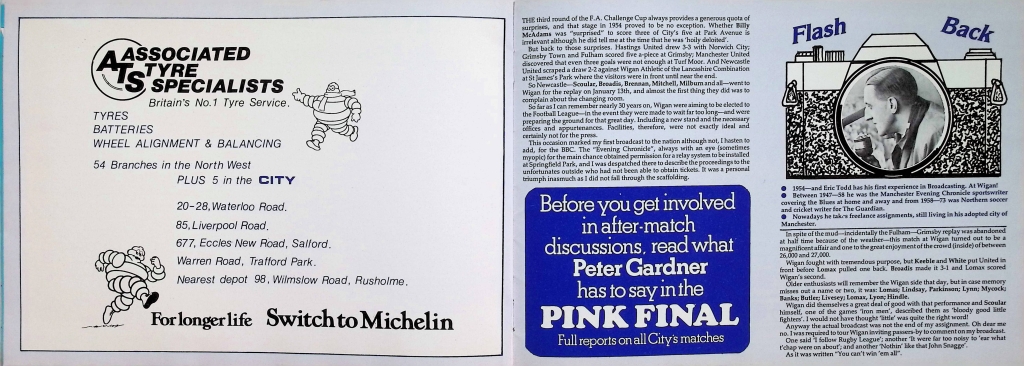 ATS
ASSOCIATED
TYRE
SPECIALISTS
Britain's No.1 Tyre Service.
TYRES
BATTERIES
WHEEL ALIGNMENT & BALANCING
54 Branches in the North West
PLUS 5 in the CITY
20-28, Waterloo Road.
85, Liverpool Road.
677, Eccles New Road, Salford.
Warren Road, Trafford Park.
Nearest depot 98, Wilmslow Road, Rusholme.
For longer life Switch to Michelin
THE third round of the F.A. Challenge Cup always provides a generous quota of
surprises, and that stage in 1954 proved to be no exception. Whether Billy
McAdams was "surprised" to score three of City's five at Park Avenue is
irrelevant although he did tell me at the time that he was 'hoily deloited'.
But back to those surprises. Hastings United drew 3-3 with Norwich City;
Grimsby Town and Fulham scored five a-piece at Grimsby; Manchester United
discovered that even three goals were not enough at Turf Moor. And Newcastle
United scraped a draw 2-2 against Wigan Athletic of the Lancashire Combination
at St James's Park where the visitors were in front until near the end.
So Newcastle—Scoular, Broadis, Brennan, Mitchell, Milburn and all—went to
Wigan for the replay on January 13th, and almost the first thing they did was to
complain about the changing room.
So far as I can remember nearly 30 years on, Wigan were aiming to be elected to
the Football League—in the event they were made to wait far too long—and were
preparing the ground for that great day. Including a new stand and the necessary
offices and appurtenances. Facilities, therefore, were not exactly ideal and
certainly not for the press.
This occasion marked my first broadcast to the nation although not, I hasten to
add, for the BBC. The "Evening Chronicle", always with an eye (sometimes
myopic) for the main chance obtained permission for a relay system to be installed
at Springfield Park, and I was despatched there to describe the proceedings to the
unfortunates outside who had not been able to obtain tickets. It was a personal
triumph inasmuch as I did not fall through the scaffolding.
Before you get involved
in after-match
discussions, read what
Peter Gardner
has to say in the
PINK FINAL
Full reports on all City's matches
Flash Back
● 1954—and Eric Todd has his first experience in Broadcasting. At Wigan!
● Between 1947-58 he was the Manchester Evening Chronicle sportswriter
covering the Blues at home and away and from 1958-73 was Northern soccer
and cricket writer for The Guardian.
● Nowadays he takes freelance assignments, still living in his adopted city of
Manchester.
In spite of the mud—incidentally the Fulham—Grimsby replay was abandoned
at half time because of the weather—this match at Wigan turned out to be a
magnificent affair and one to the great enjoyment of the crowd (inside) of between
26,000 and 27,000.
Wigan fought with tremendous purpose, but Keeble and White put United in
front before Lomax pulled one back. Broadis made it 3-1 and Lomax scored
Wigan's second.
Older enthusiasts will remember the Wigan side that day, but in case memory
misses out a name or two, it was: Lomas; Lindsay, Parkinson; Lynn; Mycock;
Banks; Butler; Livesey; Lomax, Lyon; Hindle.
Wigan did themselves a great deal of good with that performance and Scoular
himself, one of the games 'iron men', described them as 'bloody good little
fighters'. I would not have thought 'little' was quite the right word!
Anyway the actual broadcast was not the end of my assignment. Oh dear me
no. I was required to tour Wigan inviting passers-by to comment on my broadcast.
One said 'I follow Rugby League'; another 'It were far too noisy to 'ear what
t'chap were on about'; and another 'Nothin' like that John Snagge'.
As it was written "You can't win 'em all".